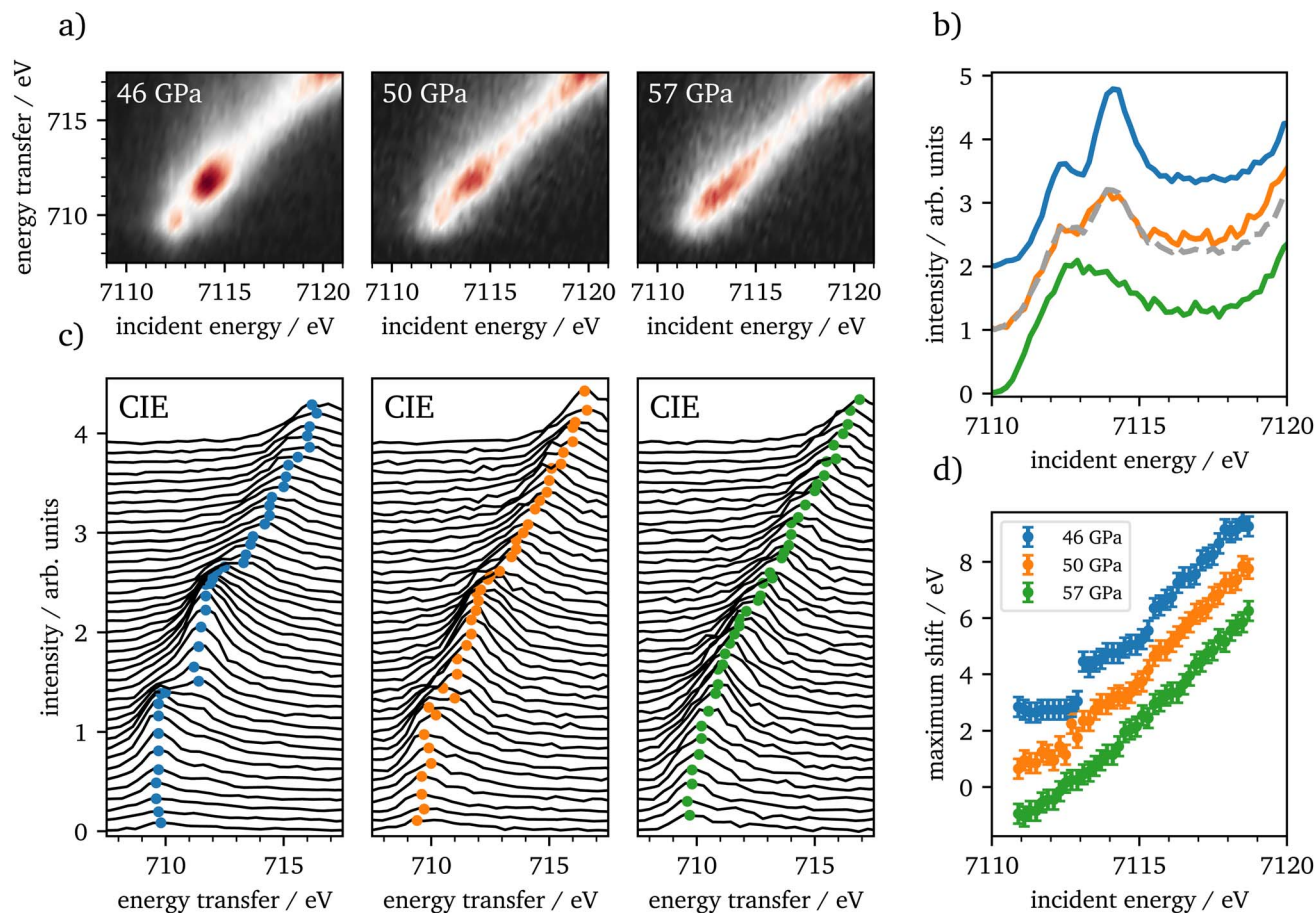 a)
46 GPa
50 GPa
57 GPa
energy transfer / eV
715
710
7110 7115 7120
7110 7115 7120
7110 7115 7120
incident energy / eV
incident energy / eV
incident energy / eV
b)
intensity / arb. units
5
4
3
2
1
0
7110 7115 7120
incident energy / eV
c)
CIE
CIE
CIE
intensity / arb. units
4
3
2
1
0
710 715
710 715
710 715
energy transfer / eV
energy transfer / eV
energy transfer / eV
d)
46 GPa
50 GPa
57 GPa
maximum shift / eV
8
6
4
2
0
7110 7115 7120
incident energy / eV